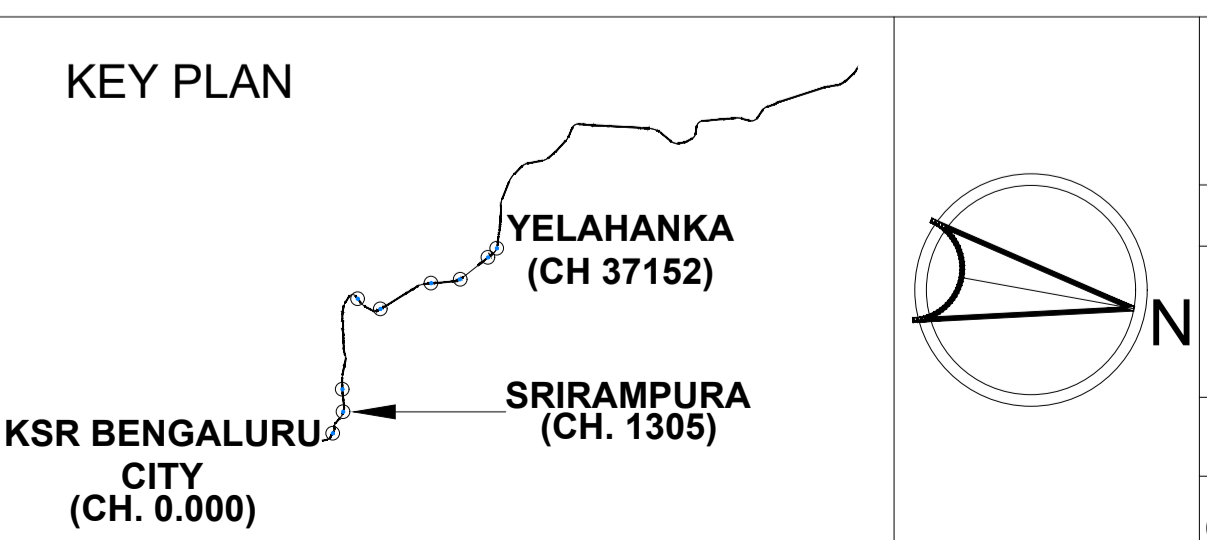 KEY PLAN
YELAHANKA
(CH 37152)
N
SRIRAMPURA
(CH. 1305)
KSR BENGALURU
CITY
(CH. 0.000)